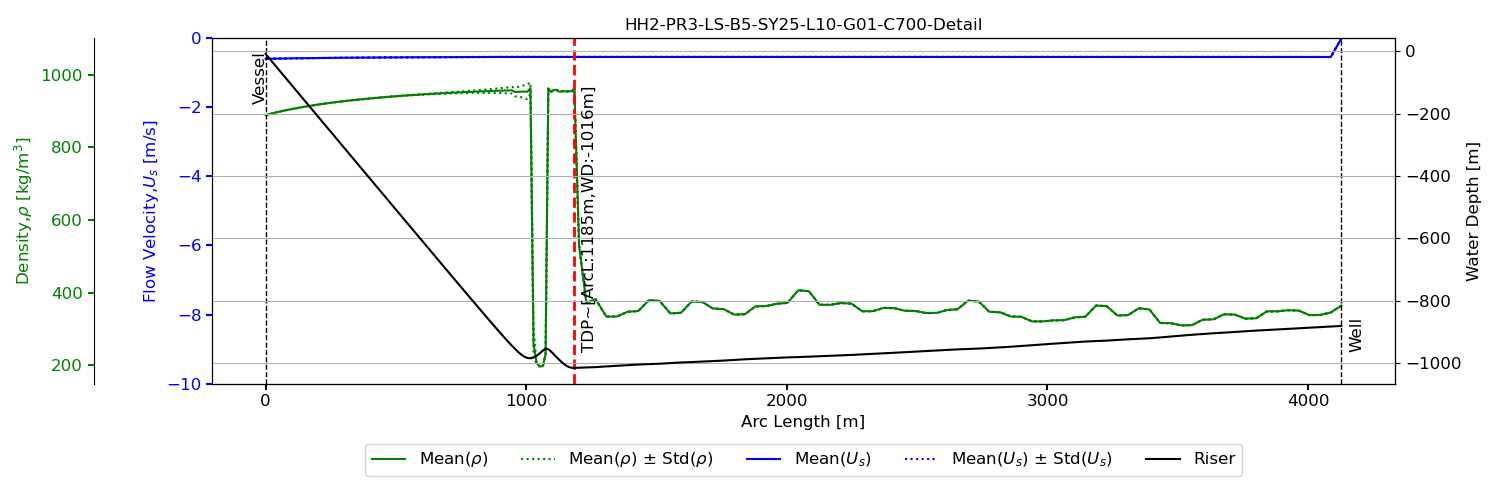 HH2-PR3-LS-B5-SY25-L10-G01-C700-Detail
Density,ρ [kg/m³]
1000
800
600
400
200
Flow Velocity,Uₛ [m/s]
0
−2
−4
−6
−8
−10
Vessel
TDP~[ArcL:1185m,WD:-1016m]
Well
0
−200
−400
−600
−800
−1000
Water Depth [m]
0
1000
2000
3000
4000
Arc Length [m]
Mean(ρ)
Mean(ρ) ± Std(ρ)
Mean(Uₛ)
Mean(Uₛ) ± Std(Uₛ)
Riser